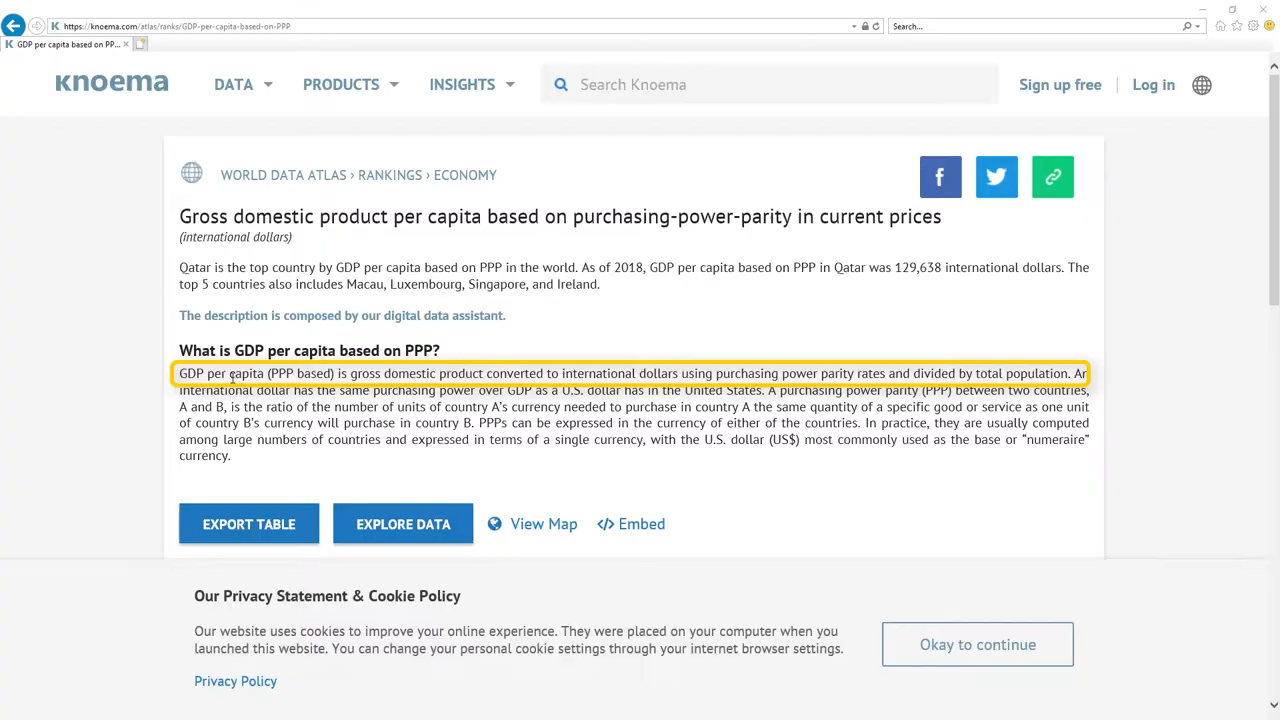 https://knoema.com/atlas/ranks/GDP-per-capita-based-on-PPP
Search...
GDP per capita based on PP...
knoema
DATA
PRODUCTS
INSIGHTS
Search Knoema
Sign up free
Log in
WORLD DATA ATLAS › RANKINGS › ECONOMY
Gross domestic product per capita based on purchasing-power-parity in current prices
(international dollars)
Qatar is the top country by GDP per capita based on PPP in the world. As of 2018, GDP per capita based on PPP in Qatar was 129,638 international dollars. The
top 5 countries also includes Macau, Luxembourg, Singapore, and Ireland.
The description is composed by our digital data assistant.
What is GDP per capita based on PPP?
GDP per capita (PPP based) is gross domestic product converted to international dollars using purchasing power parity rates and divided by total population. An
international dollar has the same purchasing power over GDP as a U.S. dollar has in the United States. A purchasing power parity (PPP) between two countries,
A and B, is the ratio of the number of units of country A's currency needed to purchase in country A the same quantity of a specific good or service as one unit
of country B's currency will purchase in country B. PPPs can be expressed in the currency of either of the countries. In practice, they are usually computed
among large numbers of countries and expressed in terms of a single currency, with the U.S. dollar (US$) most commonly used as the base or “numeraire”
currency.
EXPORT TABLE
EXPLORE DATA
View Map
</> Embed
Our Privacy Statement & Cookie Policy
Our website uses cookies to improve your online experience. They were placed on your computer when you
launched this website. You can change your personal cookie settings through your internet browser settings.
Okay to continue
Privacy Policy